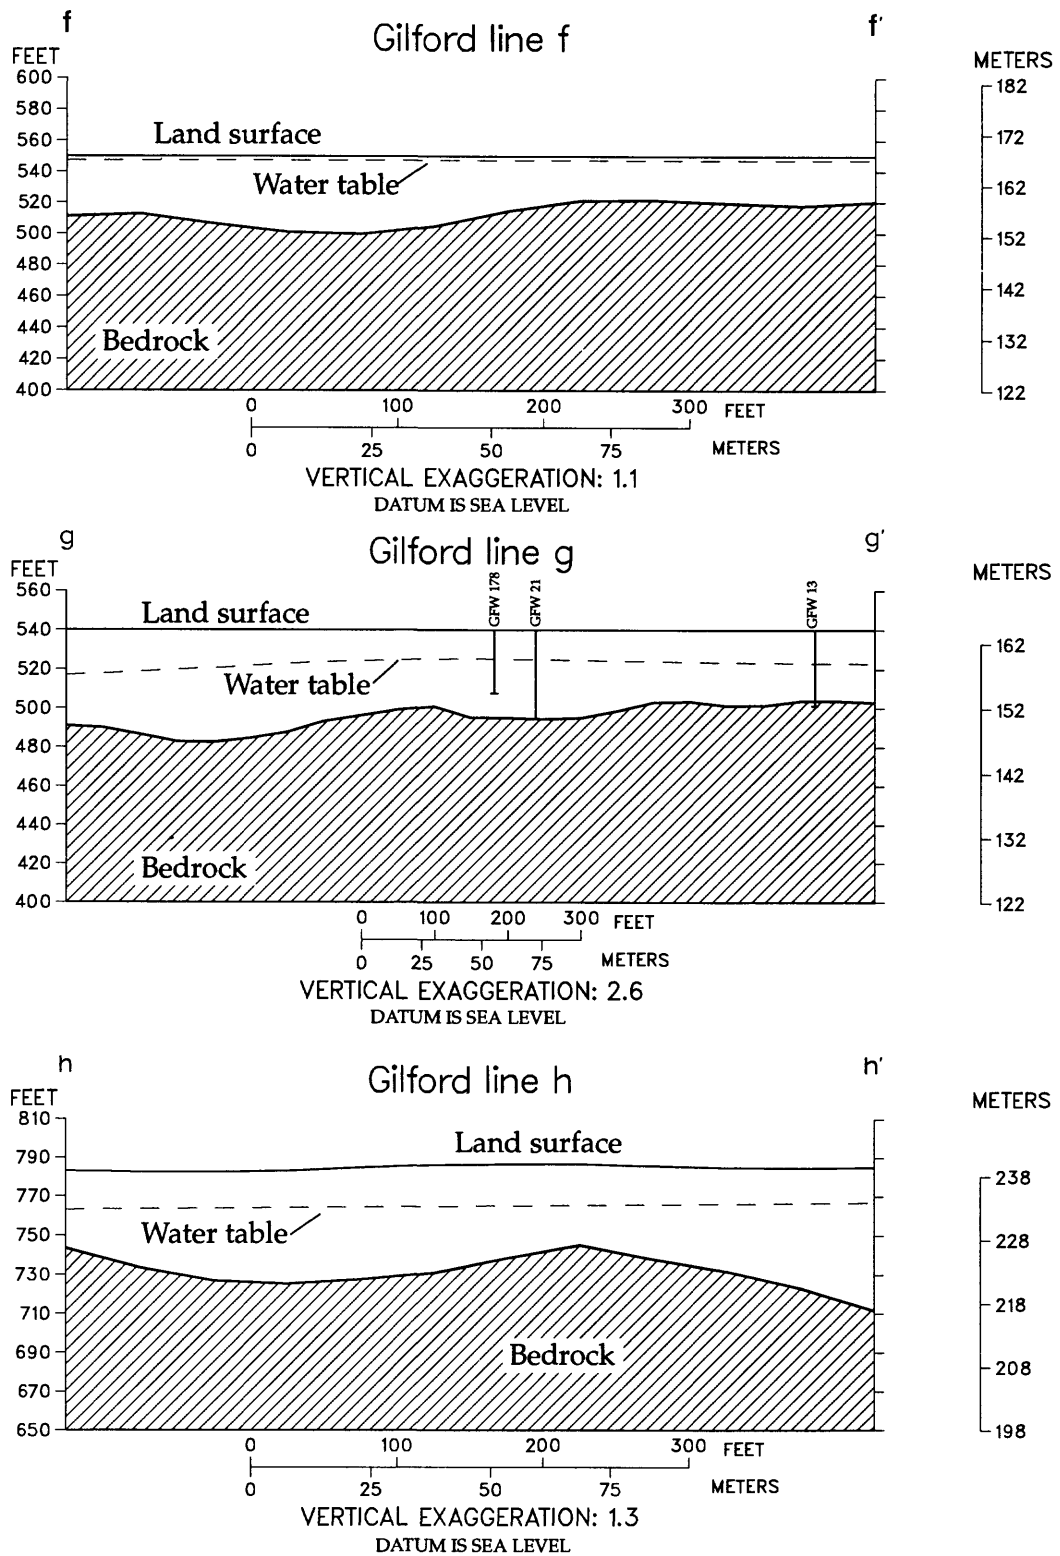 f f'
Gilford line f
FEET METERS
600
580
560
540
520
500
480
460
440
420
400
Land surface
Water table
Bedrock
182
172
162
152
142
132
122
0 100 200 300 FEET
0 25 50 75 METERS
VERTICAL EXAGGERATION: 1.1
DATUM IS SEA LEVEL
g g'
Gilford line g
FEET METERS
560
540
520
500
480
460
440
420
400
Land surface
GFW 178
GFW 21
GFW 13
Water table
Bedrock
162
152
142
132
122
0 100 200 300 FEET
0 25 50 75 METERS
VERTICAL EXAGGERATION: 2.6
DATUM IS SEA LEVEL
h h'
Gilford line h
FEET METERS
810
790
770
750
730
710
690
670
650
Land surface
Water table
Bedrock
238
228
218
208
198
0 100 200 300 FEET
0 25 50 75 METERS
VERTICAL EXAGGERATION: 1.3
DATUM IS SEA LEVEL